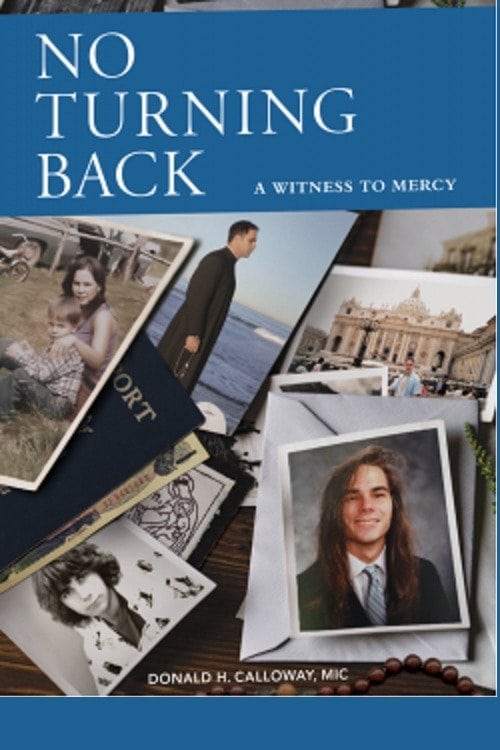 NO
TURNING
BACK
A WITNESS TO MERCY
ORT
DONALD H. CALLOWAY, MIC